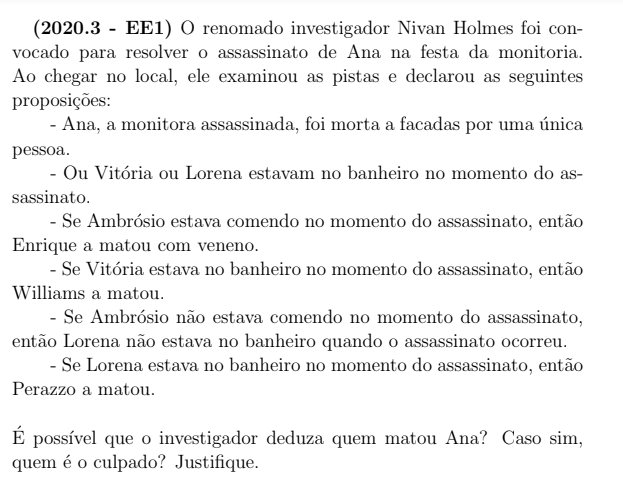 (2020.3 - EE1) O renomado investigador Nivan Holmes foi con-
vocado para resolver o assassinato de Ana na festa da monitoria.
Ao chegar no local, ele examinou as pistas e declarou as seguintes
proposições:
- Ana, a monitora assassinada, foi morta a facadas por uma única
pessoa.
- Ou Vitória ou Lorena estavam no banheiro no momento do as-
sassinato.
- Se Ambrósio estava comendo no momento do assassinato, então
Enrique a matou com veneno.
- Se Vitória estava no banheiro no momento do assassinato, então
Williams a matou.
- Se Ambrósio não estava comendo no momento do assassinato,
então Lorena não estava no banheiro quando o assassinato ocorreu.
- Se Lorena estava no banheiro no momento do assassinato, então
Perazzo a matou.
É possível que o investigador deduza quem matou Ana? Caso sim,
quem é o culpado? Justifique.